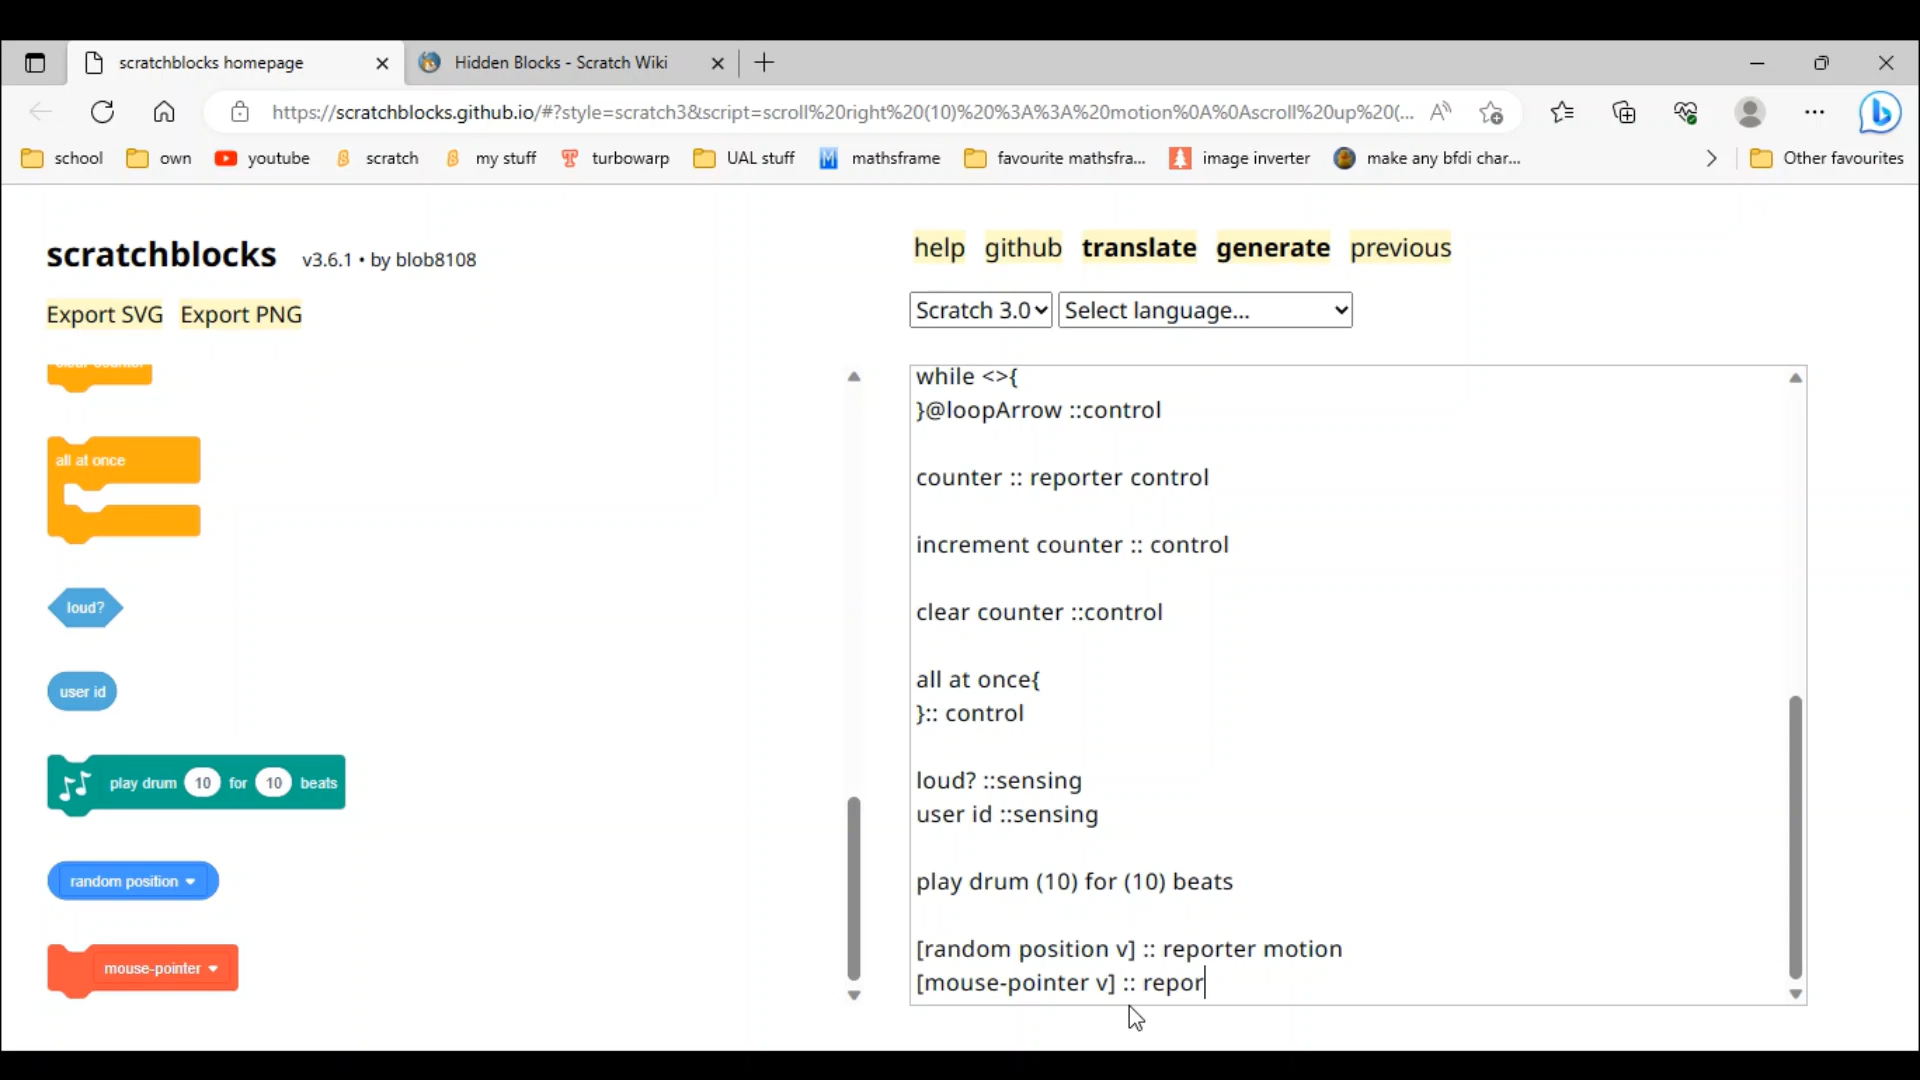 scratchblocks homepage
Hidden Blocks - Scratch Wiki
https://scratchblocks.github.io/#?style=scratch3&script=scroll%20right%20(10)%20%3A%3A%20motion%0A%0Ascroll%20up%20(...
school
own
youtube
scratch
my stuff
turbowarp
UAL stuff
mathsframe
favourite mathsfra...
image inverter
make any bfdi char...
Other favourites
scratchblocks v3.6.1 • by blob8108
help github translate generate previous
Export SVG Export PNG
Scratch 3.0 Select language...
clear counter
all at once
loud?
user id
play drum 10 for 10 beats
random position
mouse-pointer
while <>{
}@loopArrow ::control
counter :: reporter control
increment counter :: control
clear counter ::control
all at once{
}:: control
loud? ::sensing
user id ::sensing
play drum (10) for (10) beats
[random position v] :: reporter motion
[mouse-pointer v] :: repor